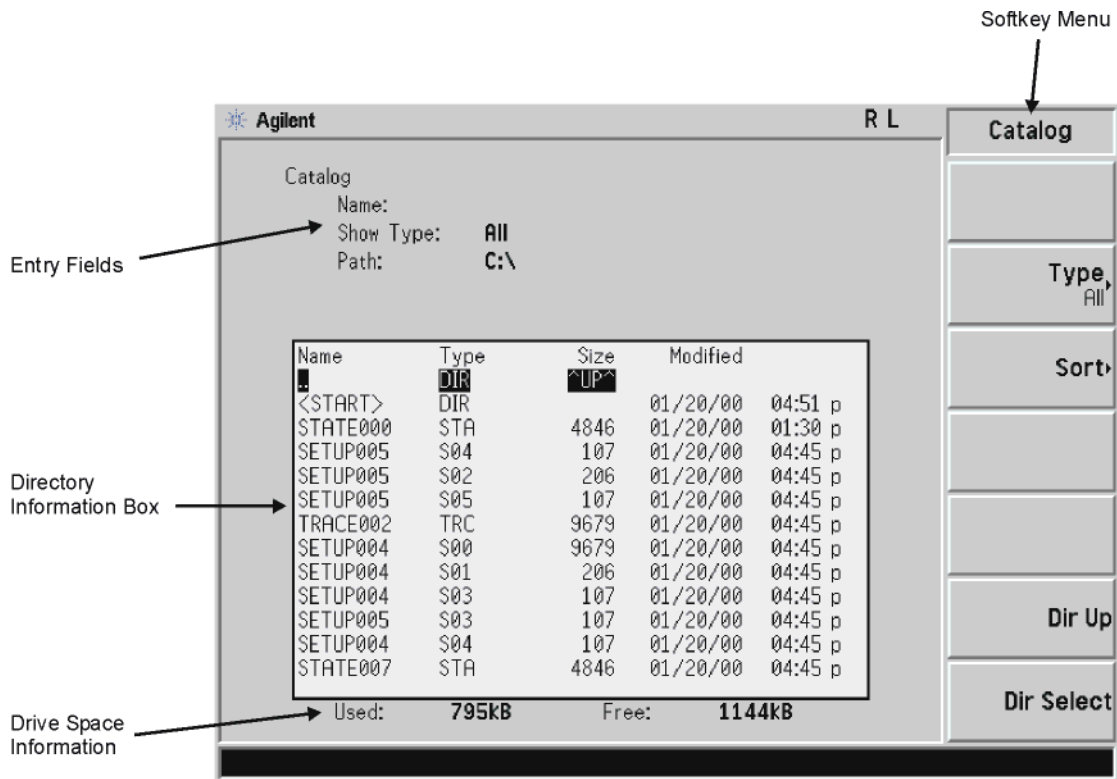 Softkey Menu
Agilent R L
Catalog
Catalog
Name:
Show Type: All
Path: C:\
Entry Fields
Type
All
Sort
Name Type Size Modified
.. DIR ^UP^
<START> DIR 01/20/00 04:51 p
STATE000 STA 4846 01/20/00 01:30 p
SETUP005 S04 107 01/20/00 04:45 p
SETUP005 S02 206 01/20/00 04:45 p
SETUP005 S05 107 01/20/00 04:45 p
TRACE002 TRC 9679 01/20/00 04:45 p
SETUP004 S00 9679 01/20/00 04:45 p
SETUP004 S01 206 01/20/00 04:45 p
SETUP004 S03 107 01/20/00 04:45 p
SETUP005 S03 107 01/20/00 04:45 p
SETUP004 S04 107 01/20/00 04:45 p
STATE007 STA 4846 01/20/00 04:45 p
Directory
Information Box
Dir Up
Dir Select
Used: 795kB Free: 1144kB
Drive Space
Information